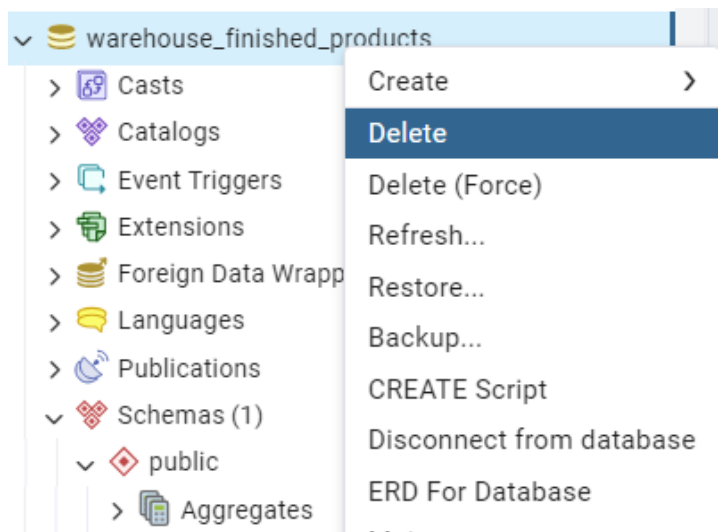 warehouse_finished_products
Casts
Catalogs
Event Triggers
Extensions
Foreign Data Wrapp
Languages
Publications
Schemas (1)
public
Aggregates
Create
Delete
Delete (Force)
Refresh...
Restore...
Backup...
CREATE Script
Disconnect from database
ERD For Database